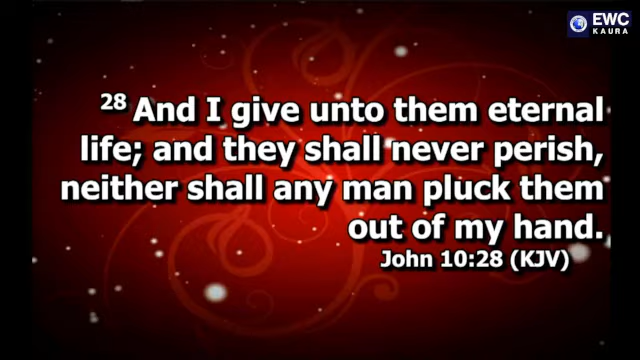 EWC
KAURA
28 And I give unto them eternal
life; and they shall never perish,
neither shall any man pluck them
out of my hand.
John 10:28 (KJV)